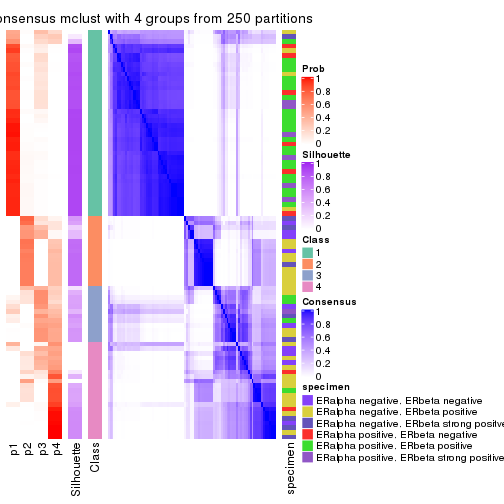 onsensus mclust with 4 groups from 250 partitions
Prob
1
0.8
0.6
0.4
0.2
0
Silhouette
1
0.8
0.6
0.4
0.2
0
Class
1
2
3
4
Consensus
1
0.8
0.6
0.4
0.2
0
specimen
ERalpha negative. ERbeta negative
ERalpha negative. ERbeta positive
ERalpha negative. ERbeta strong positive
ERalpha positive. ERbeta negative
ERalpha positive. ERbeta positive
ERalpha positive. ERbeta strong positive
p1
p2
p3
p4
Silhouette
Class
specimen